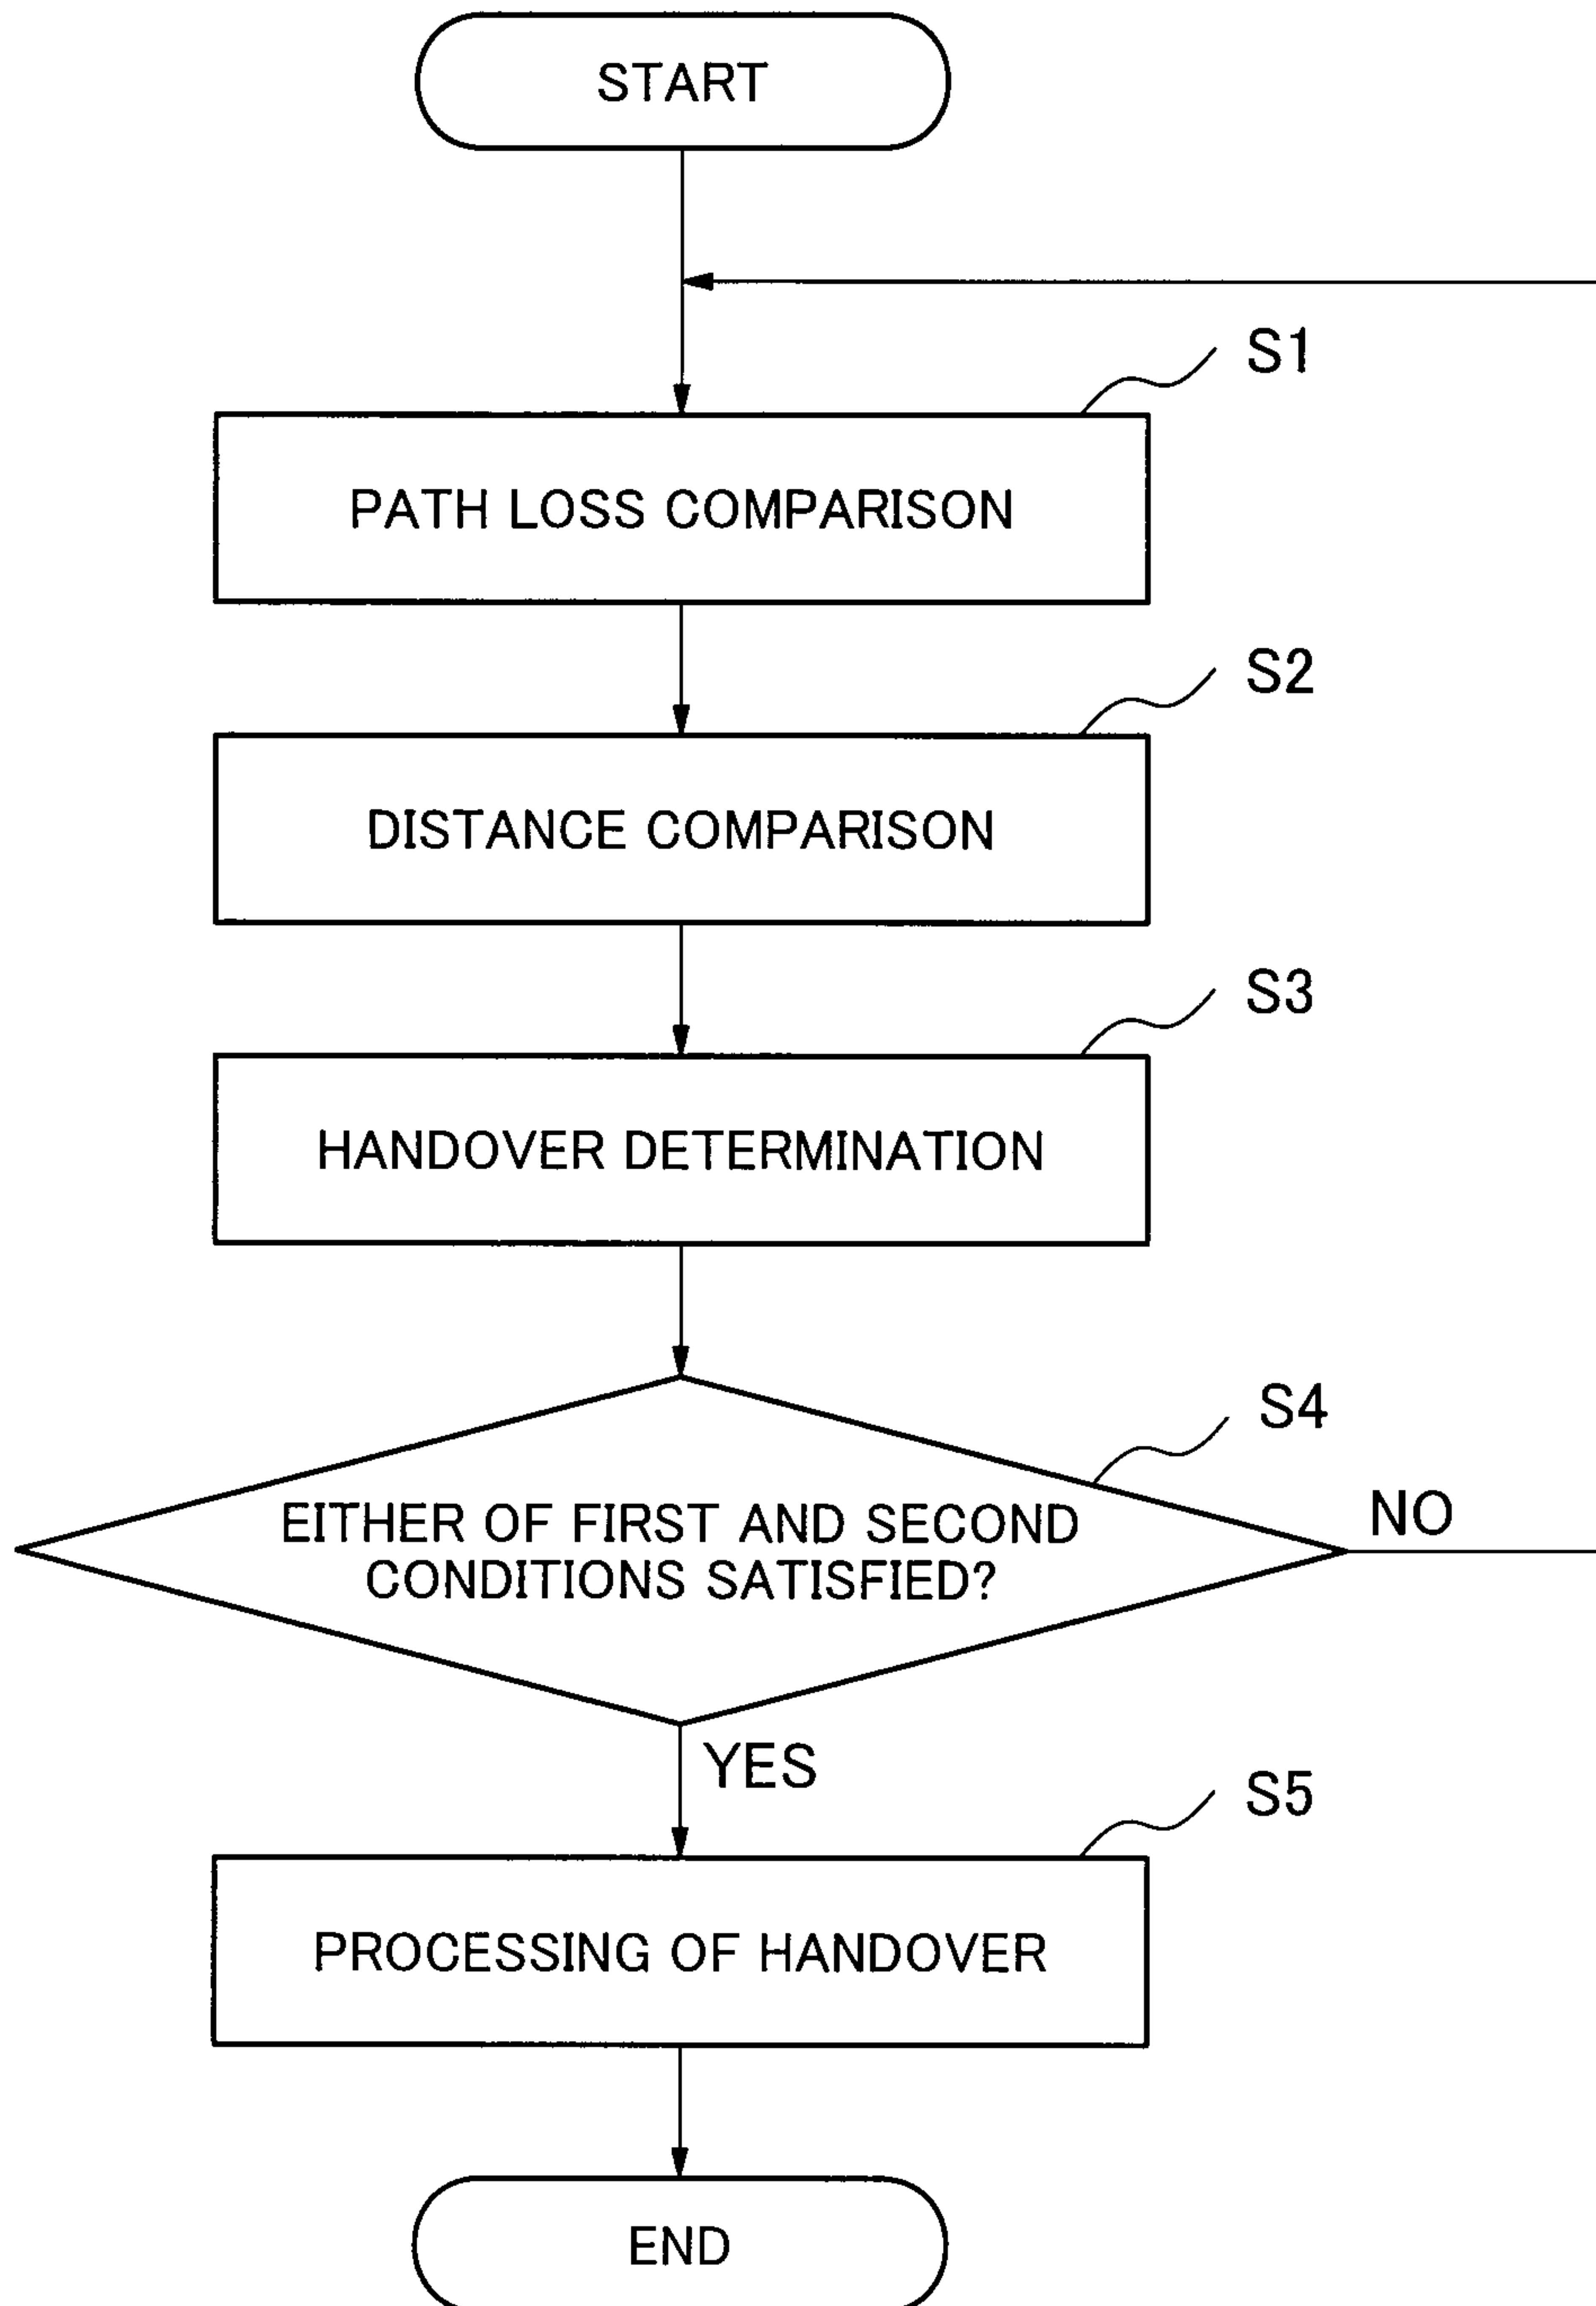 START
S1
PATH LOSS COMPARISON
S2
DISTANCE COMPARISON
S3
HANDOVER DETERMINATION
S4
EITHER OF FIRST AND SECOND
CONDITIONS SATISFIED?
NO
YES
S5
PROCESSING OF HANDOVER
END